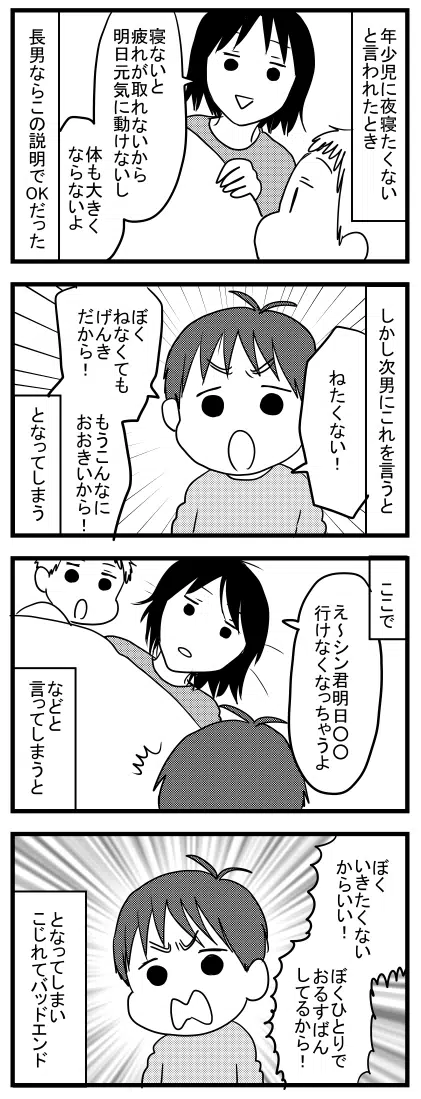 年少児に夜寝たくない
と言われたとき
寝ないと
疲れが取れないから
明日元気に動けないし
体も大きく
ならないよ
長男ならこの説明でOKだった
しかし次男にこれを言うと
ねたくない！
ぼく
ねなくても
げんき
だから！
もうこんなに
おおきいから！
となってしまう
ここで
え～シン君明日〇〇
行けなくなっちゃうよ
などと
言ってしまうと
ぼく
いきたくない
からいい！
ぼくひとりで
おるすばん
してるから！
となってしまい
こじれてバッドエンド